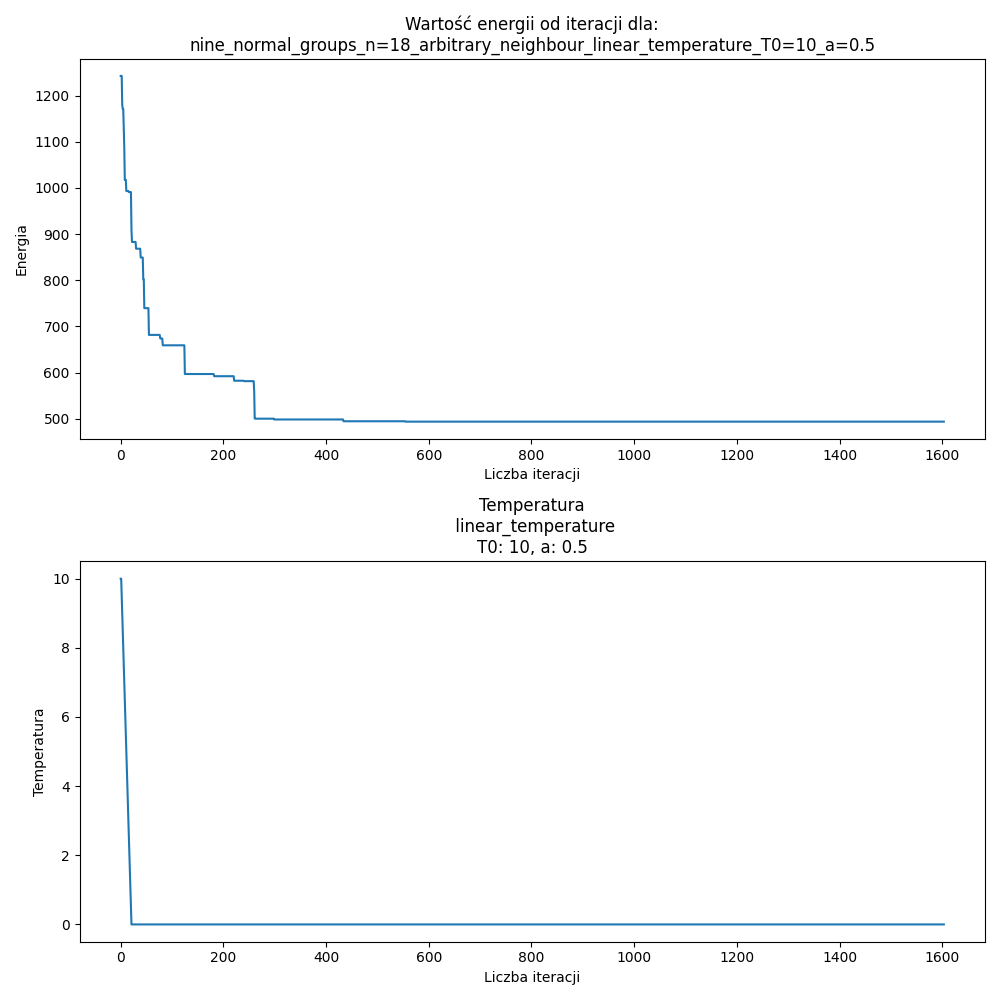 Wartość energii od iteracji dla:
nine_normal_groups_n=18_arbitrary_neighbour_linear_temperature_T0=10_a=0.5
1200
1100
1000
900
800
700
600
500
Energia
0 200 400 600 800 1000 1200 1400 1600
Liczba iteracji
Temperatura
linear_temperature
T0: 10, a: 0.5
10
8
6
4
2
0
Temperatura
0 200 400 600 800 1000 1200 1400 1600
Liczba iteracji